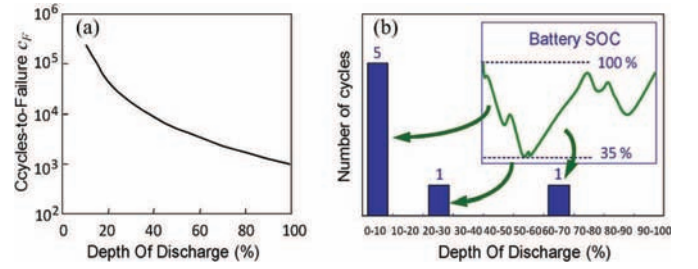 (a)
Ccycles-to-Failure cF
10^6
10^5
10^4
10^3
10^2
0 20 40 60 80 100
Depth Of Discharge (%)
(b)
Number of cycles
5
1
1
Battery SOC
100 %
35 %
0-10 10-20 20-30 30-40 40-50 50-60 60-70 70-80 80-90 90-100
Depth Of Discharge (%)